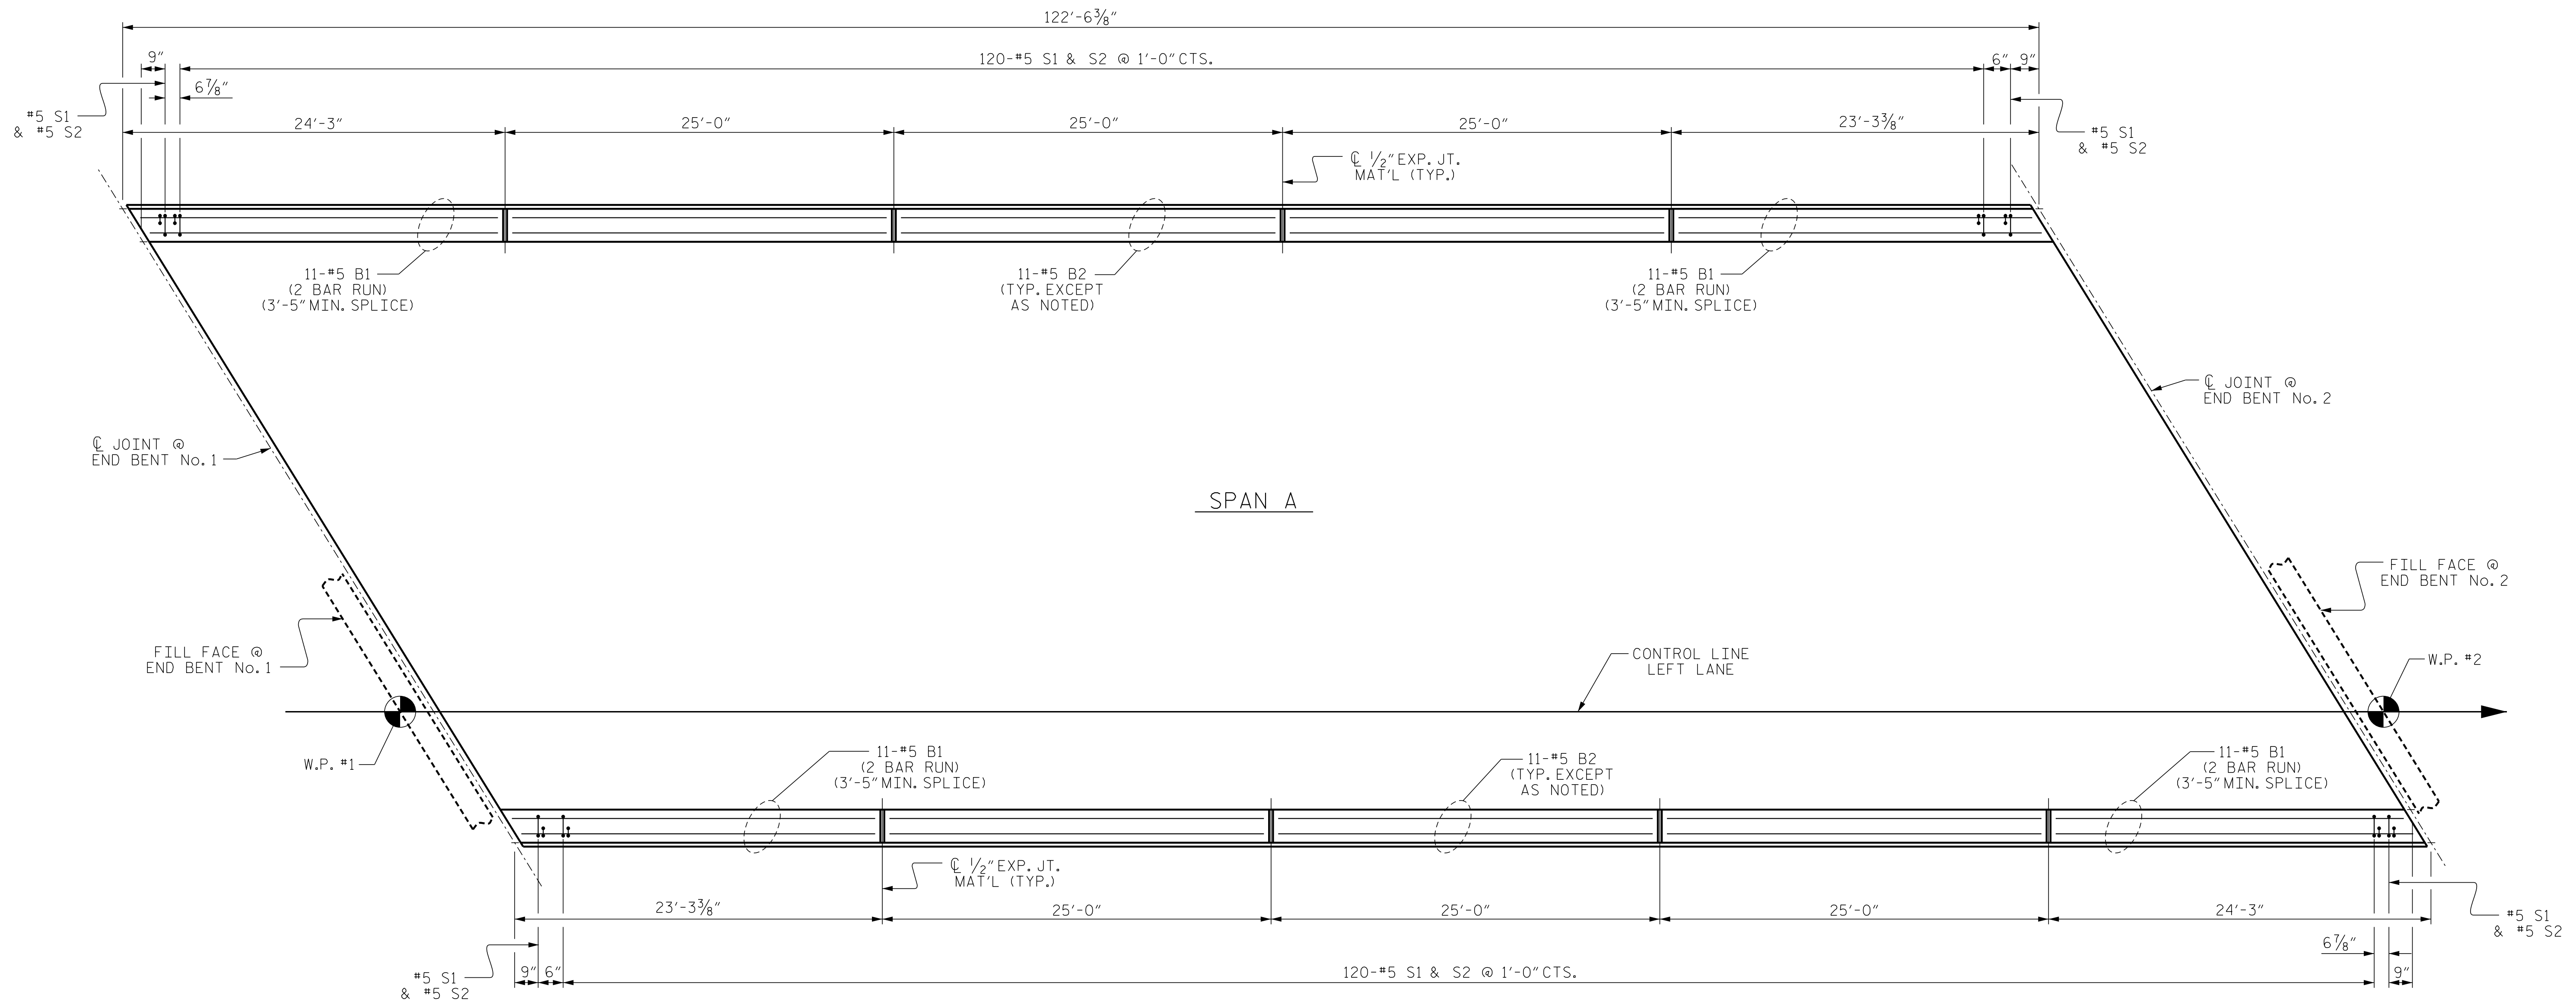 122'-6⅜"
9"
120-#5 S1 & S2 @ 1'-0" CTS.
6"
9"
6⅞"
#5 S1
& #5 S2
24'-3"
25'-0"
25'-0"
25'-0"
23'-3⅜"
#5 S1
& #5 S2
℄ ½" EXP. JT.
MAT'L (TYP.)
11-#5 B1
(2 BAR RUN)
(3'-5" MIN. SPLICE)
11-#5 B2
(TYP. EXCEPT
AS NOTED)
11-#5 B1
(2 BAR RUN)
(3'-5" MIN. SPLICE)
℄ JOINT @
END BENT No. 2
℄ JOINT @
END BENT No. 1
SPAN A
FILL FACE @
END BENT No. 2
FILL FACE @
END BENT No. 1
CONTROL LINE
LEFT LANE
W.P. #2
W.P. #1
11-#5 B1
(2 BAR RUN)
(3'-5" MIN. SPLICE)
11-#5 B2
(TYP. EXCEPT
AS NOTED)
11-#5 B1
(2 BAR RUN)
(3'-5" MIN. SPLICE)
℄ ½" EXP. JT.
MAT'L (TYP.)
23'-3⅜"
25'-0"
25'-0"
25'-0"
24'-3"
#5 S1
& #5 S2
6⅞"
#5 S1
& #5 S2
9"
6"
120-#5 S1 & S2 @ 1'-0" CTS.
9"